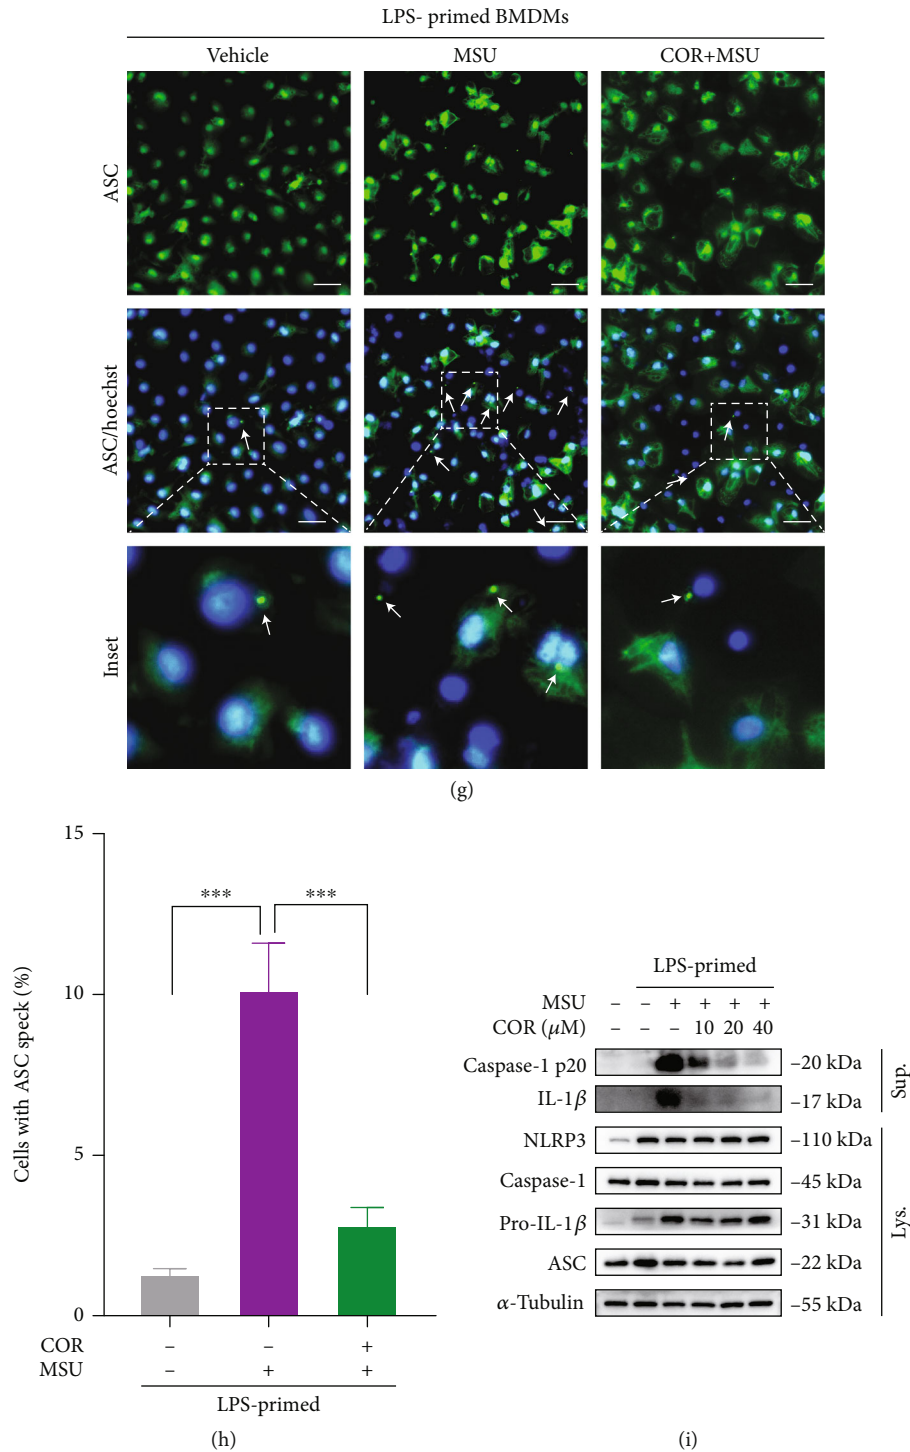 LPS- primed BMDMs
Vehicle MSU COR+MSU
ASC
ASC/hoechst
Inset
(g)
15
10
5
0
Cells with ASC speck (%)
*** ***
COR – – +
MSU – + +
LPS-primed
(h)
LPS-primed
MSU – – + + + +
COR (μM) – – – 10 20 40
Caspase-1 p20 –20 kDa
IL-1β –17 kDa
Sup.
NLRP3 –110 kDa
Caspase-1 –45 kDa
Pro-IL-1β –31 kDa
ASC –22 kDa
α-Tubulin –55 kDa
Lys.
(i)